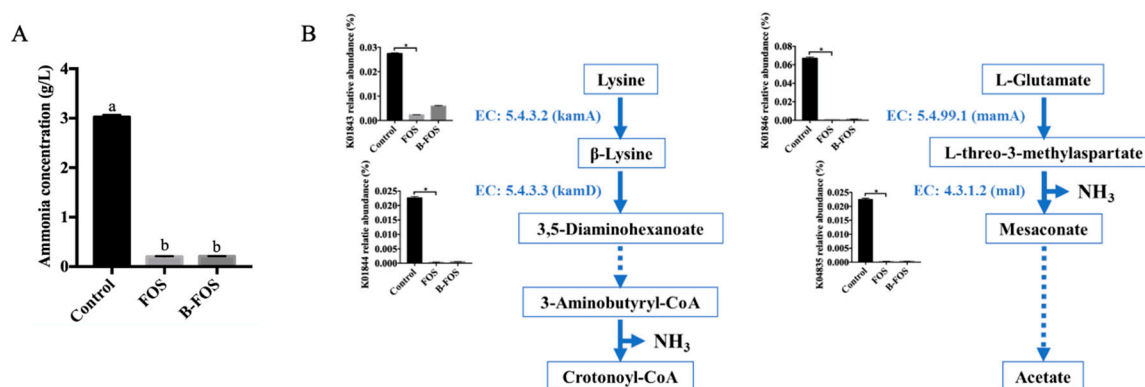 A
Ammonia concentration (g/L)
4
3
2
1
0
a
b
b
Control
FOS
B-FOS
B
K01843 relative abundance (%)
0.03
0.02
0.01
0.00
*
Control
FOS
B-FOS
K01844 relatie abundance (%)
0.025
0.020
0.015
0.010
0.005
0.000
*
Control
FOS
B-FOS
Lysine
EC: 5.4.3.2 (kamA)
β-Lysine
EC: 5.4.3.3 (kamD)
3,5-Diaminohexanoate
3-Aminobutyryl-CoA
NH3
Crotonoyl-CoA
K01846 relative abundance (%)
0.08
0.06
0.04
0.02
0.00
*
Control
FOS
B-FOS
K04835 relative abundance (%)
0.025
0.020
0.015
0.010
0.005
0.000
*
Control
FOS
B-FOS
L-Glutamate
EC: 5.4.99.1 (mamA)
L-threo-3-methylaspartate
EC: 4.3.1.2 (mal)
NH3
Mesaconate
Acetate